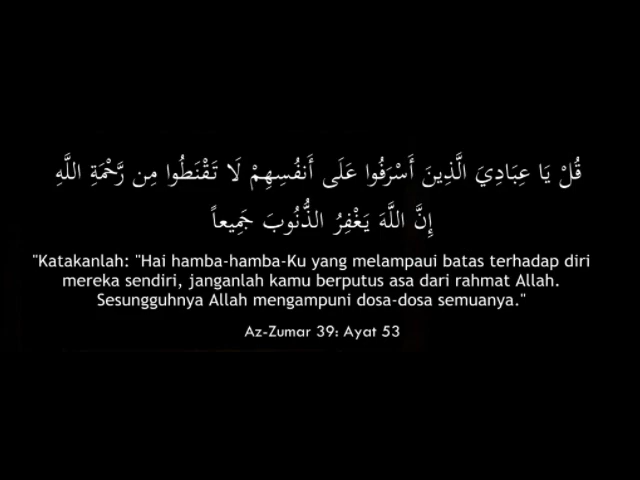 قُلْ يَا عِبَادِيَ الَّذِينَ أَسْرَفُوا عَلَى أَنفُسِهِمْ لَا تَقْنَطُوا مِن رَّحْمَةِ اللَّهِ
إِنَّ اللَّهَ يَغْفِرُ الذُّنُوبَ جَمِيعاً
"Katakanlah: "Hai hamba-hamba-Ku yang melampaui batas terhadap diri
mereka sendiri, janganlah kamu berputus asa dari rahmat Allah.
Sesungguhnya Allah mengampuni dosa-dosa semuanya."
Az-Zumar 39: Ayat 53